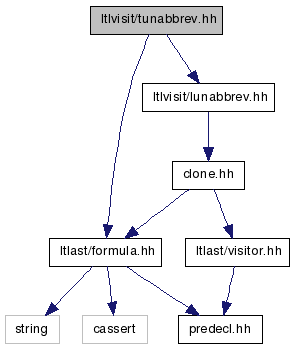 ltlvisit/tunabbrev.hh
ltlvisit/lunabbrev.hh
clone.hh
ltlast/formula.hh
ltlast/visitor.hh
string
cassert
predecl.hh